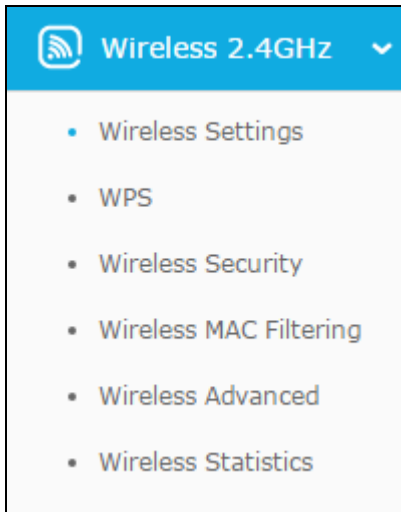 Wireless 2.4GHz
Wireless Settings
WPS
Wireless Security
Wireless MAC Filtering
Wireless Advanced
Wireless Statistics